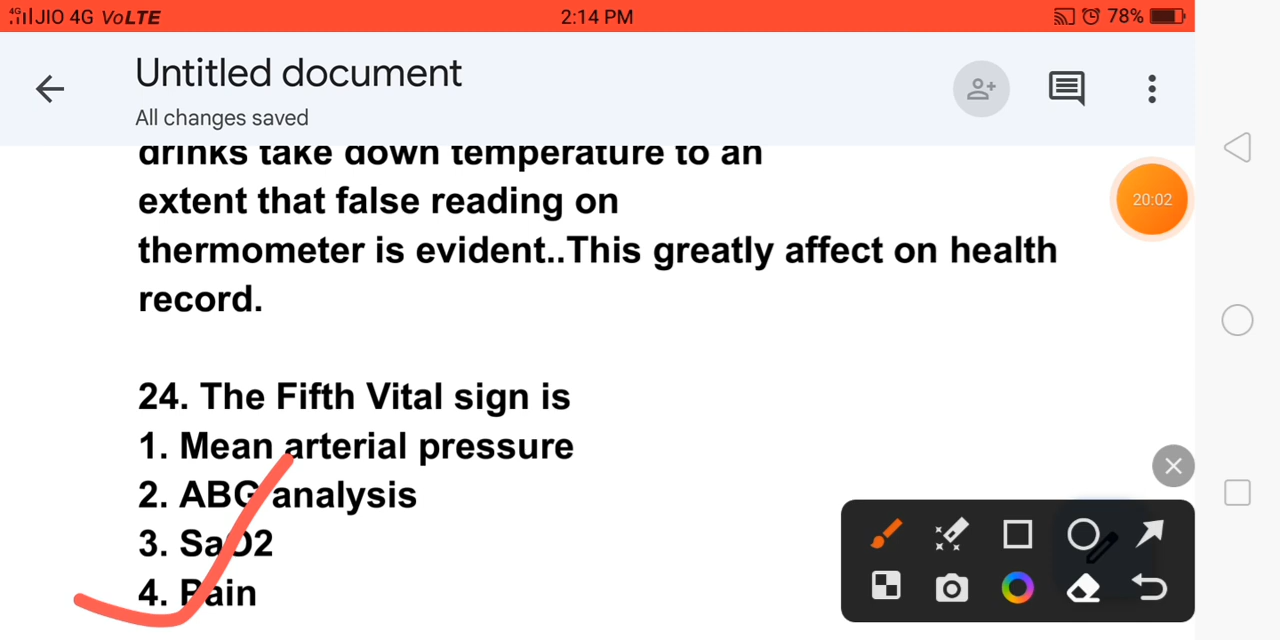 4G JIO 4G VoLTE 2:14 PM 78%
Untitled document
All changes saved
drinks take down temperature to an
extent that false reading on
thermometer is evident..This greatly affect on health
record.
20:02
24. The Fifth Vital sign is
1. Mean arterial pressure
2. ABG analysis
3. SaO2
4. Pain